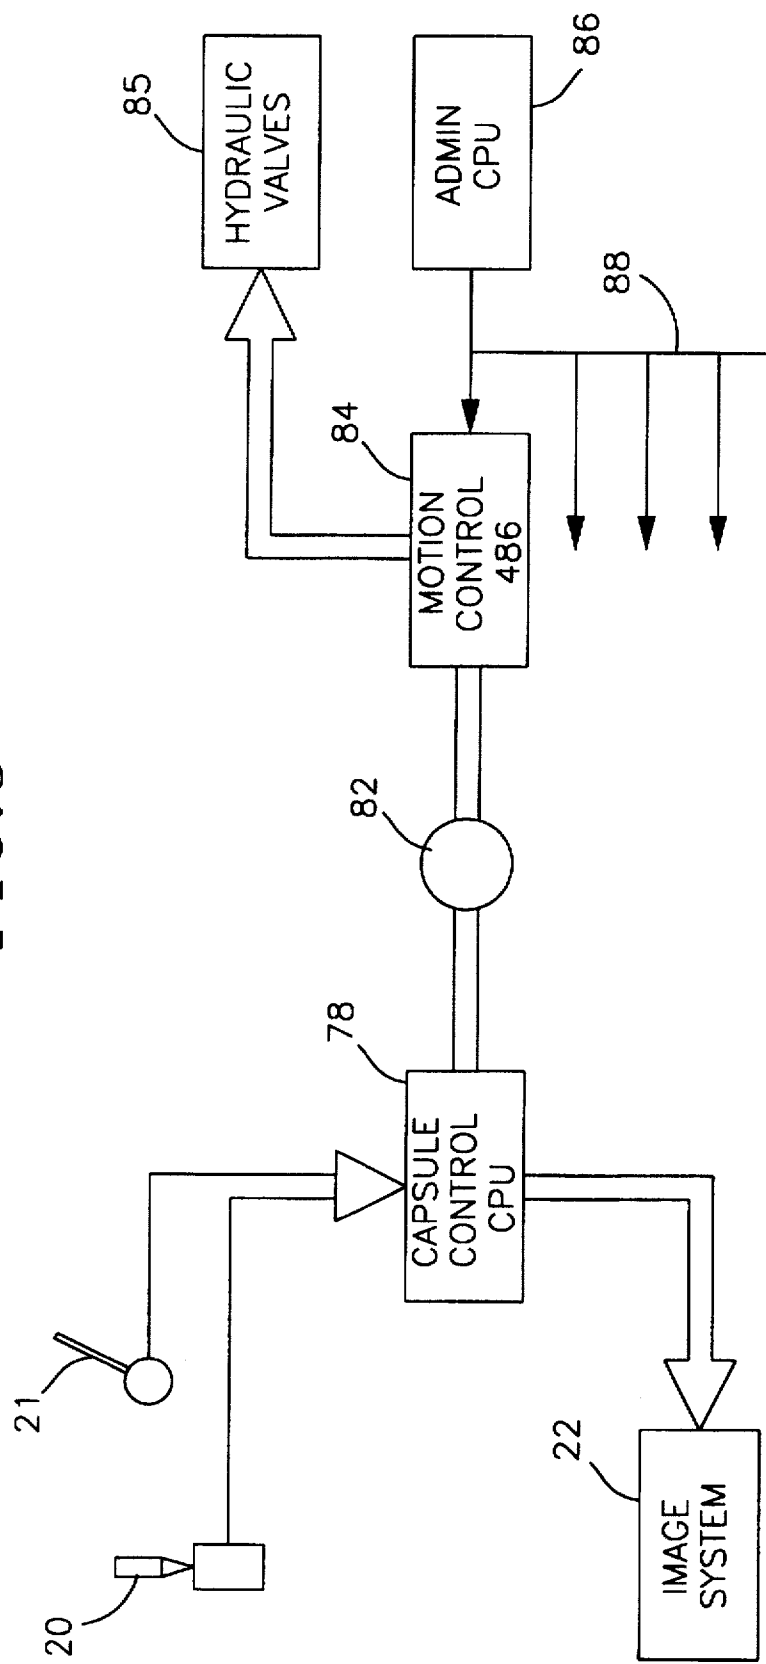 20
21
85
HYDRAULIC
VALVES
78
CAPSULE
CONTROL
CPU
82
84
MOTION
CONTROL
486
ADMIN
CPU
86
22
IMAGE
SYSTEM
88